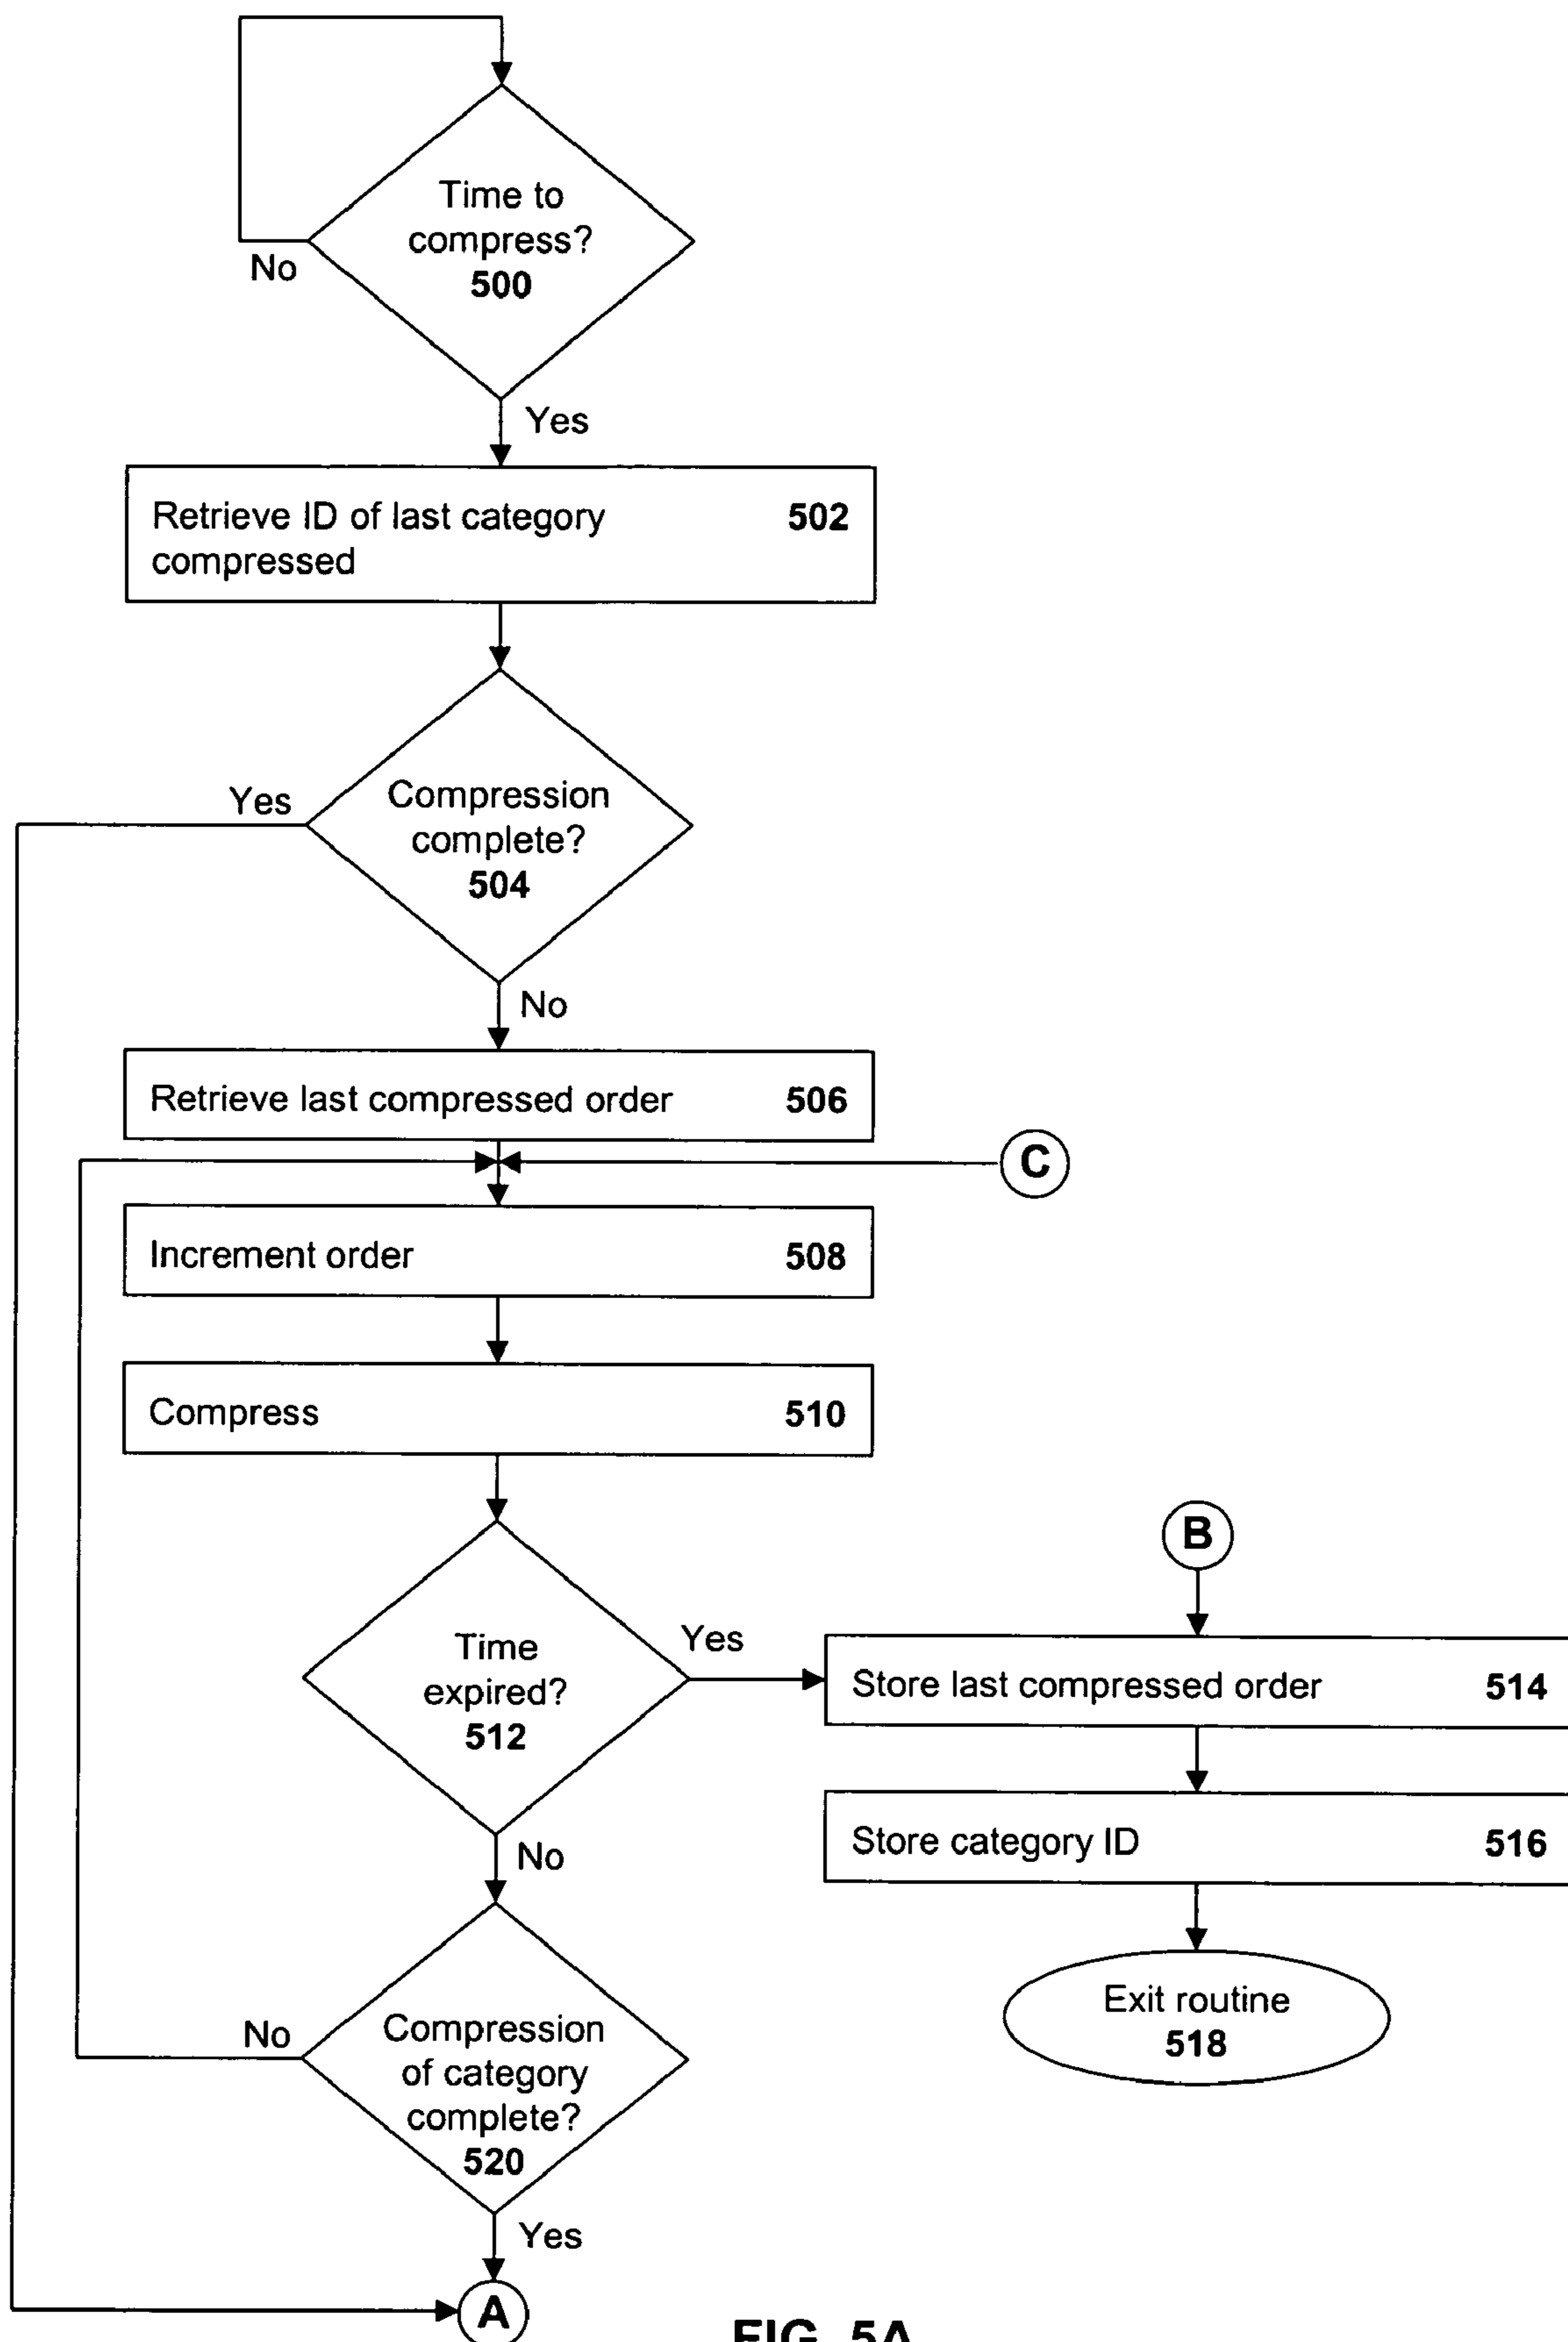 Time to
compress?
500
No
Yes
Retrieve ID of last category 502
compressed
Yes
Compression
complete?
504
No
Retrieve last compressed order 506
C
Increment order 508
Compress 510
B
Time
expired?
512
Yes
Store last compressed order 514
No
Store category ID 516
Exit routine
518
No
Compression
of category
complete?
520
Yes
A
FIG. 5A